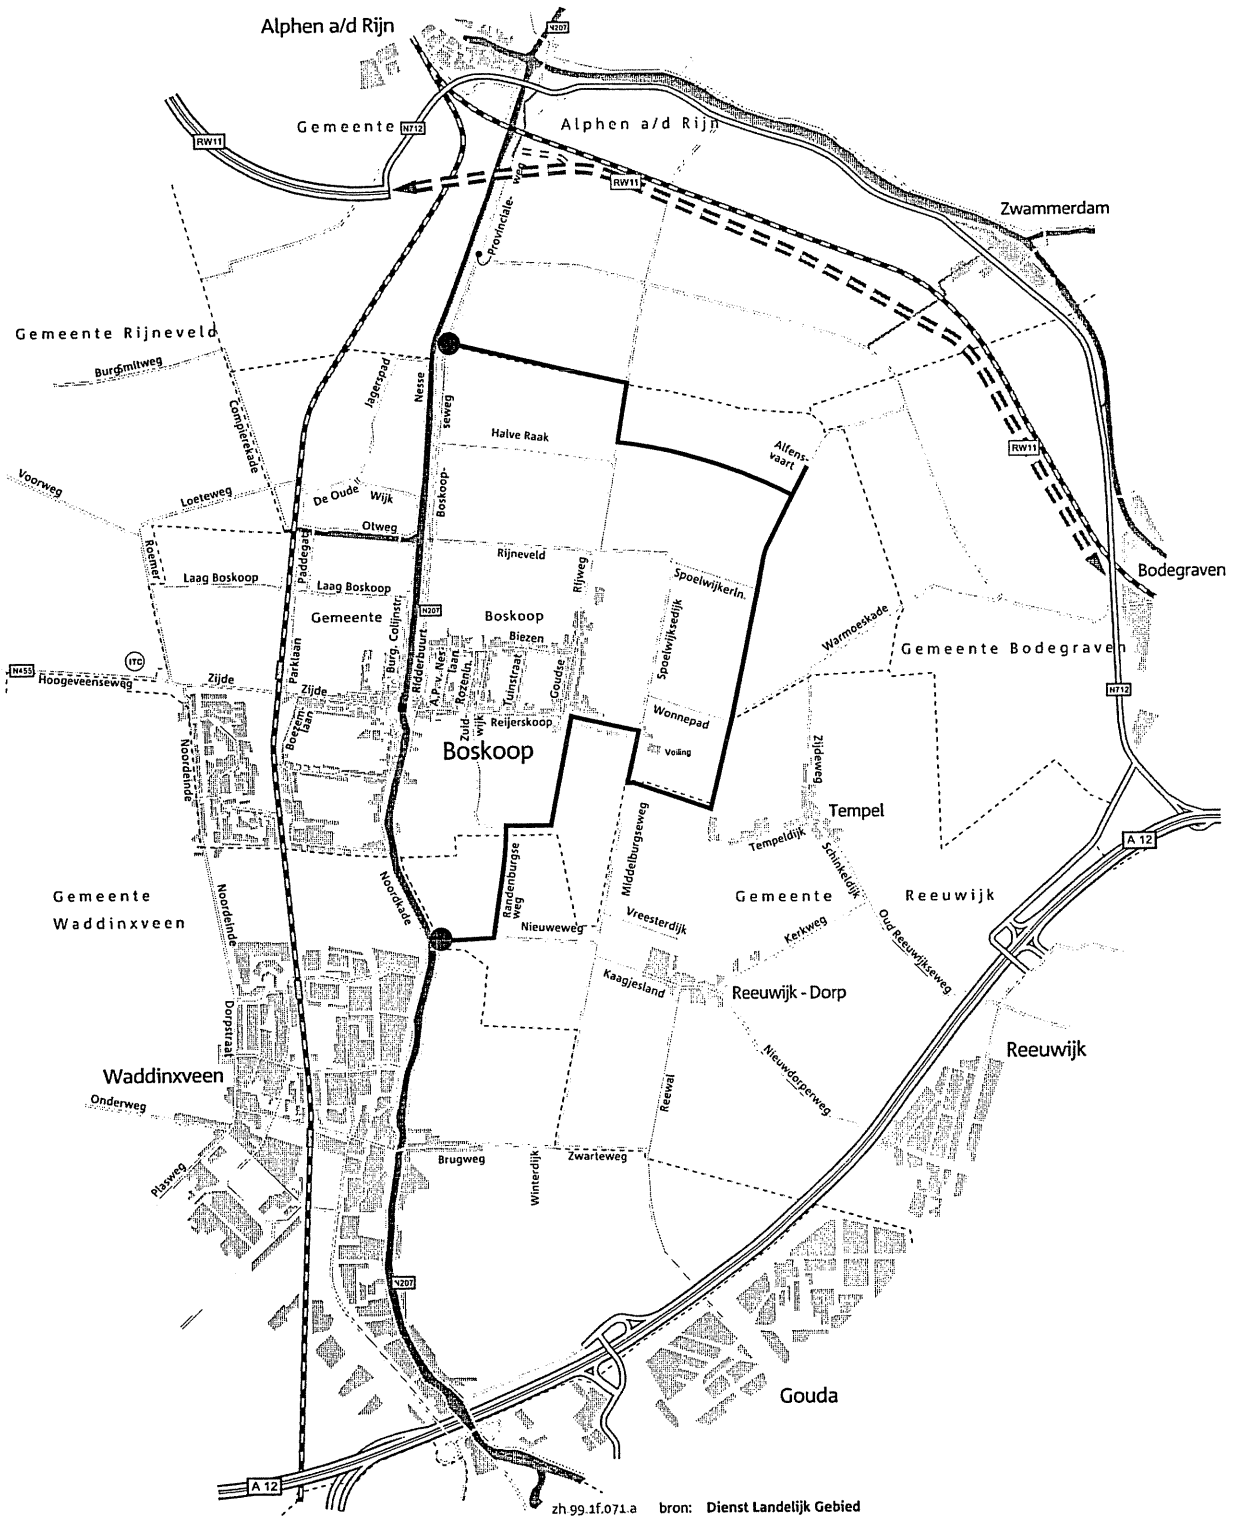 N207
Alphen a/d Rijn
Gemeente
N712
Alphen a/d Rijn
RW11
RW11
Provinciale-
weg
Zwammerdam
Gemeente Rijneveld
Burg Smitweg
Jagerspad
Nesse
seweg
Compierekade
Halve Raak
Alfens-
vaart
RW11
Voorweg
Loeteweg
De Oude
Wijk
Boskoop-
Otweg
Roemer
Paddegat
Rijneveld
Rijweg
Spoelwijkerln.
Bodegraven
Laag Boskoop
Laag Boskoop
Gemeente
Boskoop
N207
Burg. Colijnstr.
Ridderbuurt
Biezen
Spoelwijksedijk
Warmoeskade
Gemeente Bodegraven
ITC
N455
Hoogeveenseweg
Zijde
Parklaan
Zijde
A.P. v. Nes-
laan
Rozenln.
Tuinstraat
Goudse
N712
Boezem-
laan
Zuid-
wijk
Reijerskoop
Wonnepad
Veiling
Noordeinde
Boskoop
Zijdeweg
Tempel
Tempeldijk
Schinkeldijk
A 12
Middelburgseweg
Randenburgse
weg
Noordkade
Gemeente
Waddinxveen
Noordeinde
Gemeente
Reeuwijk
Nieuweweg
Vreesterdijk
Kerkweg
Oud Reeuwijkseweg
Kaagjesland
Reeuwijk - Dorp
Dorpstraat
Reeuwijk
Waddinxveen
Nieuwdorperweg
Reewal
Onderweg
Plasweg
Brugweg
Winterdijk
Zwarteweg
N207
Gouda
A 12
zh.99.1f.071.a bron: Dienst Landelijk Gebied